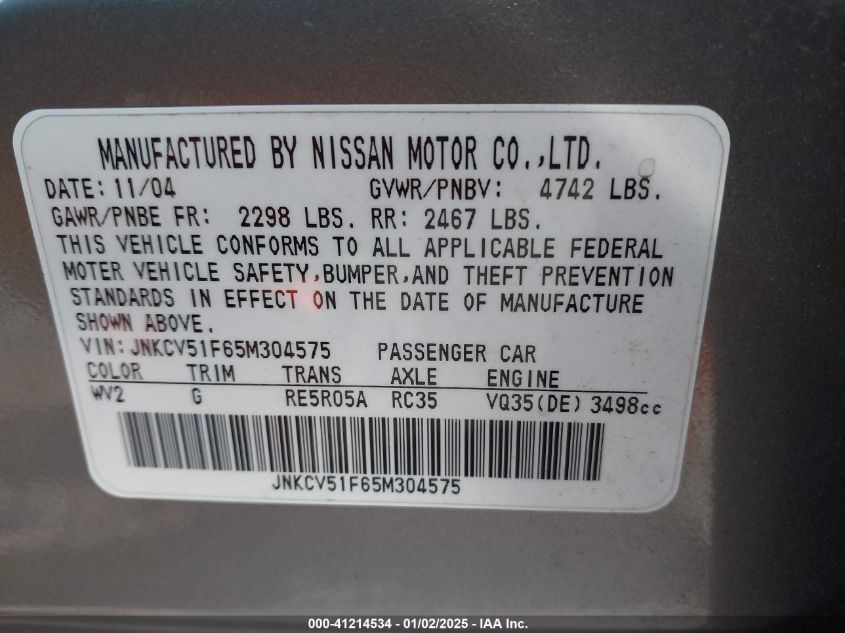 MANUFACTURED BY NISSAN MOTOR CO.,LTD.
DATE: 11/04 GVWR/PNBV: 4742 LBS.
GAWR/PNBE FR: 2298 LBS. RR: 2467 LBS.
THIS VEHICLE CONFORMS TO ALL APPLICABLE FEDERAL
MOTER VEHICLE SAFETY,BUMPER,AND THEFT PREVENTION
STANDARDS IN EFFECT ON THE DATE OF MANUFACTURE
SHOWN ABOVE.
VIN: JNKCV51F65M304575 PASSENGER CAR
COLOR TRIM TRANS AXLE ENGINE
WV2 G RE5R05A RC35 VQ35(DE) 3498cc
JNKCV51F65M304575
000-41214534 — 01/02/2025 — IAA Inc.